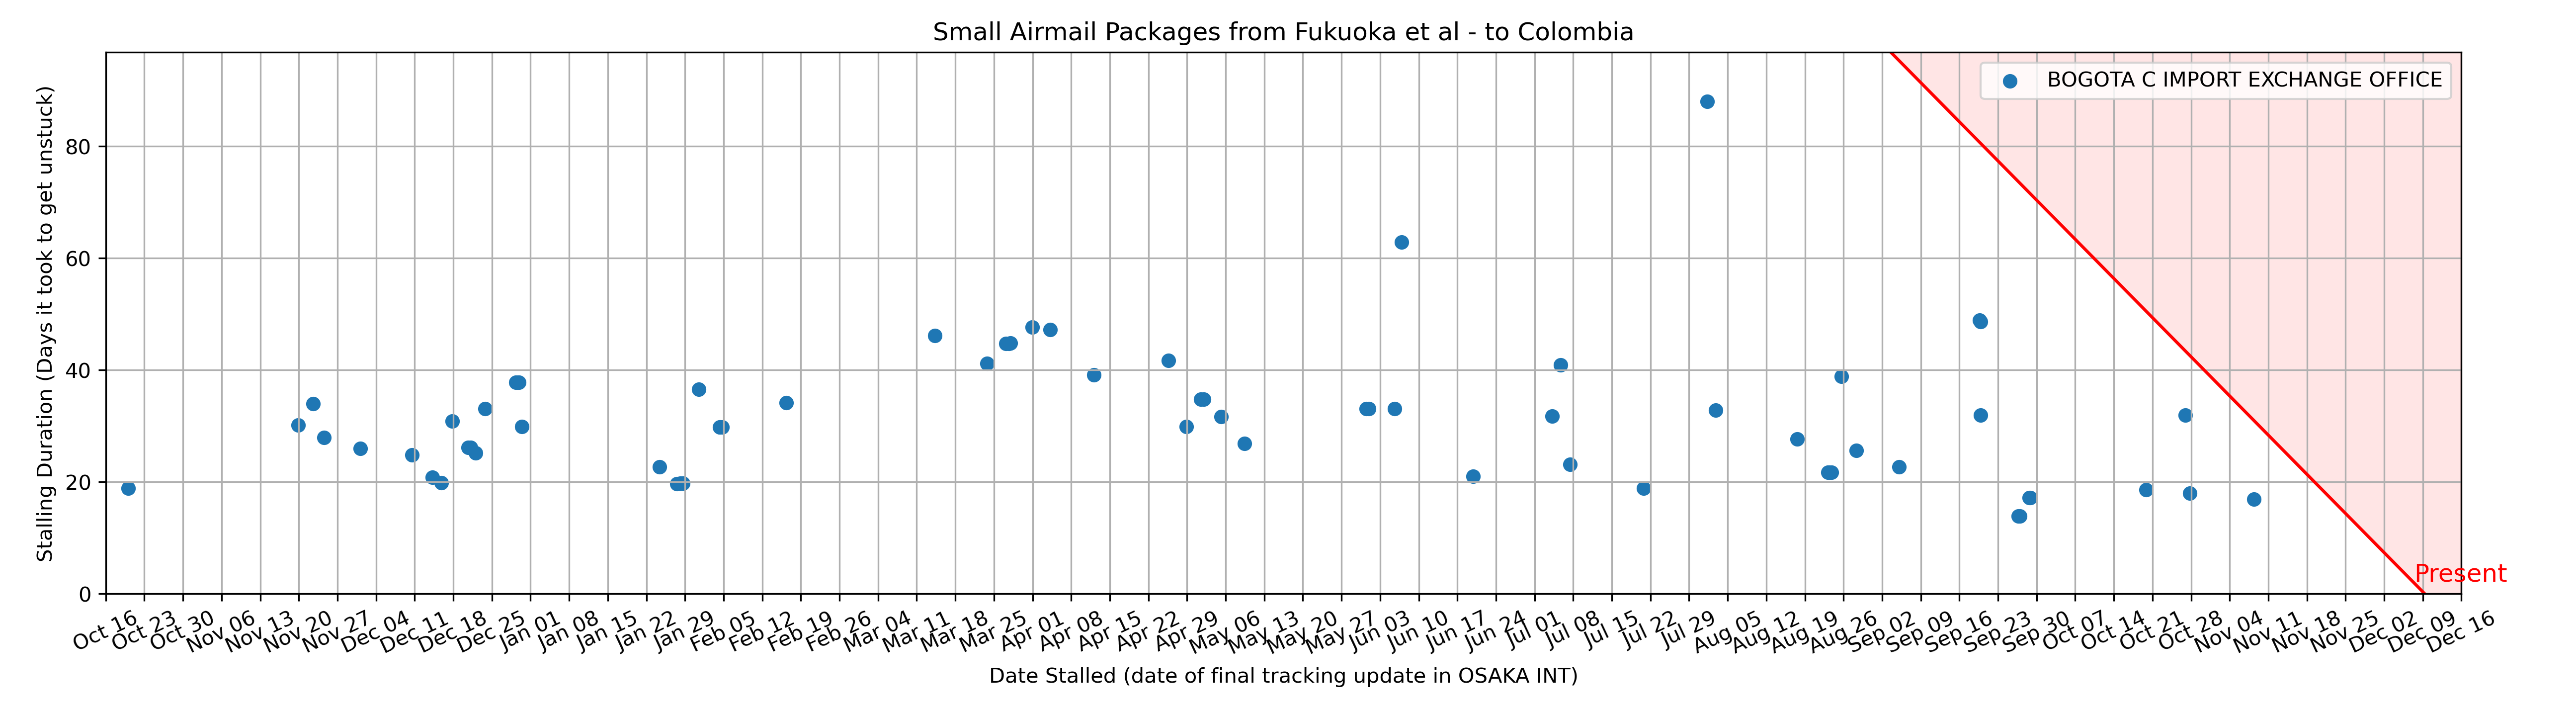 Small Airmail Packages from Fukuoka et al - to Colombia
BOGOTA C IMPORT EXCHANGE OFFICE
Stalling Duration (Days it took to get unstuck)
80
60
40
20
0
Present
Oct 16
Oct 23
Oct 30
Nov 06
Nov 13
Nov 20
Nov 27
Dec 04
Dec 11
Dec 18
Dec 25
Jan 01
Jan 08
Jan 15
Jan 22
Jan 29
Feb 05
Feb 12
Feb 19
Feb 26
Mar 04
Mar 11
Mar 18
Mar 25
Apr 01
Apr 08
Apr 15
Apr 22
Apr 29
May 06
May 13
May 20
May 27
Jun 03
Jun 10
Jun 17
Jun 24
Jul 01
Jul 08
Jul 15
Jul 22
Jul 29
Aug 05
Aug 12
Aug 19
Aug 26
Sep 02
Sep 09
Sep 16
Sep 23
Sep 30
Oct 07
Oct 14
Oct 21
Oct 28
Nov 04
Nov 11
Nov 18
Nov 25
Dec 02
Dec 09
Dec 16
Date Stalled (date of final tracking update in OSAKA INT)